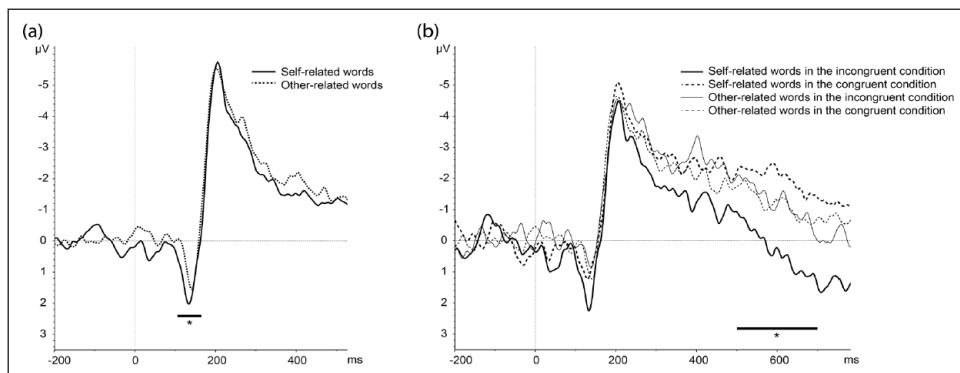 (a)
μV
-5
-4
-3
-2
-1
0
1
2
3
-200 0 200 400 ms
Self-related words
Other-related words
*
(b)
μV
-5
-4
-3
-2
-1
0
1
2
3
-200 0 200 400 600 ms
Self-related words in the incongruent condition
Self-related words in the congruent condition
Other-related words in the incongruent condition
Other-related words in the congruent condition
*